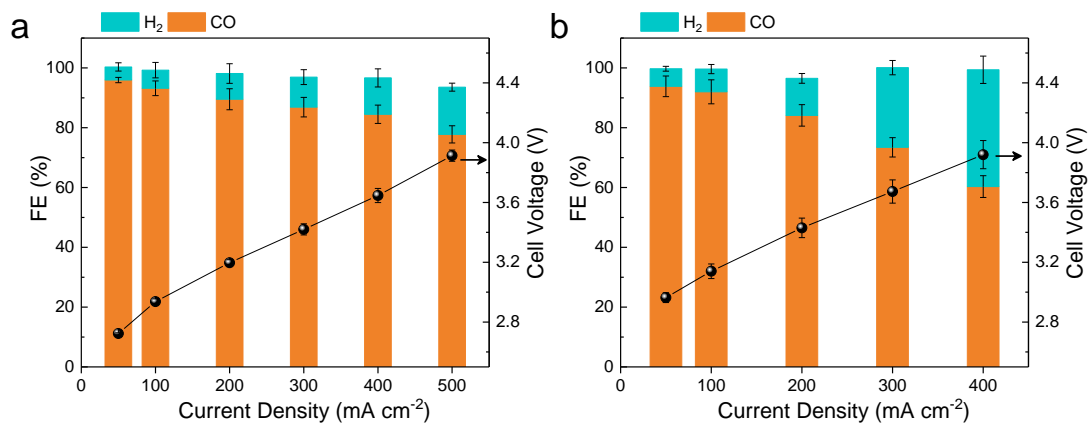 a
H₂ CO
FE (%)
100
80
60
40
20
0
4.4
4.0
3.6
3.2
2.8
Cell Voltage (V)
0 100 200 300 400 500
Current Density (mA cm⁻²)
b
H₂ CO
FE (%)
100
80
60
40
20
0
4.4
4.0
3.6
3.2
2.8
Cell Voltage (V)
0 100 200 300 400
Current Density (mA cm⁻²)